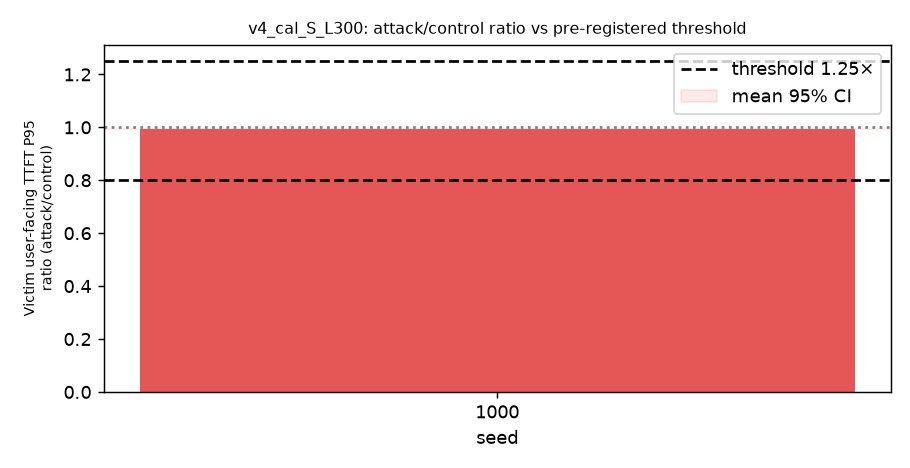 v4_cal_S_L300: attack/control ratio vs pre-registered threshold
Victim user-facing TTFT P95
ratio (attack/control)
1.2
1.0
0.8
0.6
0.4
0.2
0.0
threshold 1.25×
mean 95% CI
1000
seed